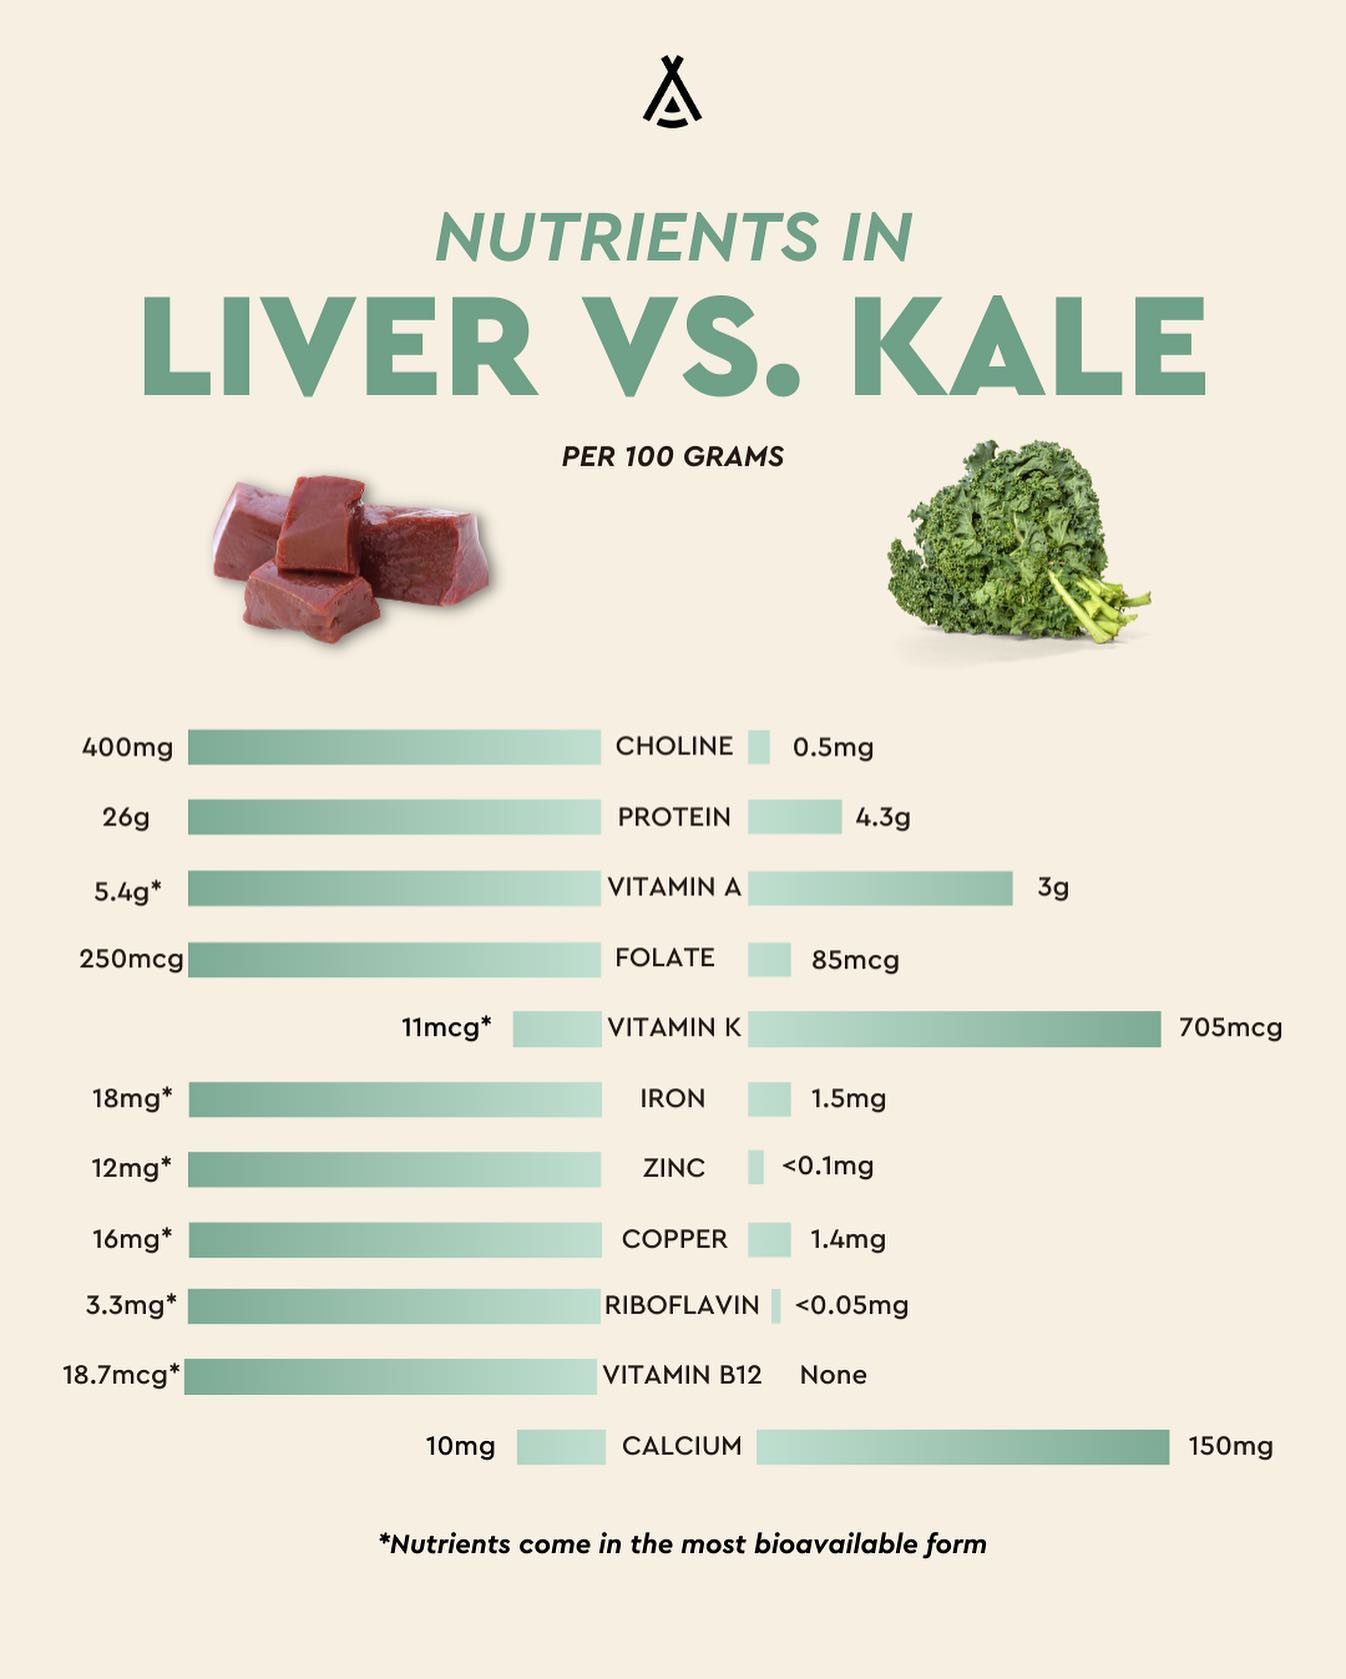 NUTRIENTS IN
LIVER VS. KALE
PER 100 GRAMS
400mg CHOLINE 0.5mg
26g PROTEIN 4.3g
5.4g* VITAMIN A 3g
250mcg FOLATE 85mcg
11mcg* VITAMIN K 705mcg
18mg* IRON 1.5mg
12mg* ZINC <0.1mg
16mg* COPPER 1.4mg
3.3mg* RIBOFLAVIN <0.05mg
18.7mcg* VITAMIN B12 None
10mg CALCIUM 150mg
*Nutrients come in the most bioavailable form